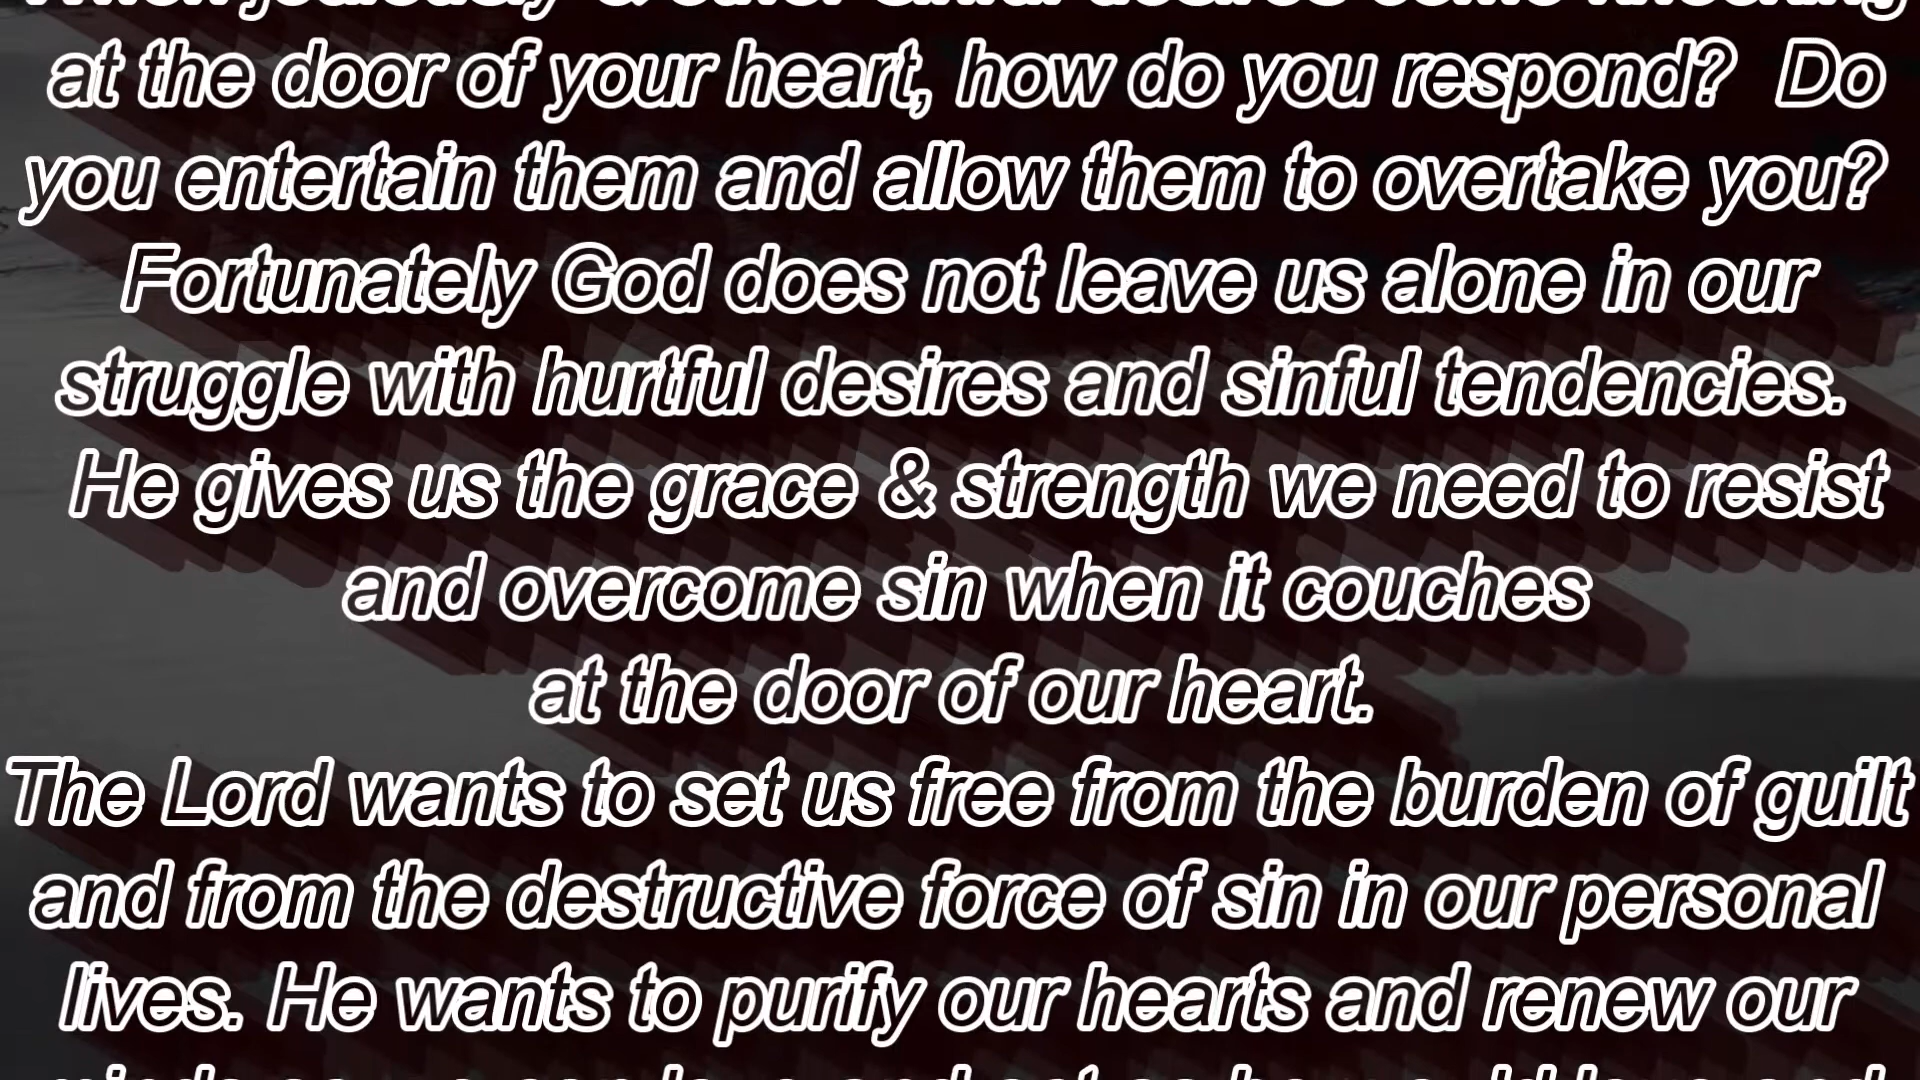 at the door of your heart, how do you respond? Do
you entertain them and allow them to overtake you?
Fortunately God does not leave us alone in our
struggle with hurtful desires and sinful tendencies.
He gives us the grace & strength we need to resist
and overcome sin when it couches
at the door of our heart.
The Lord wants to set us free from the burden of guilt
and from the destructive force of sin in our personal
lives. He wants to purify our hearts and renew our